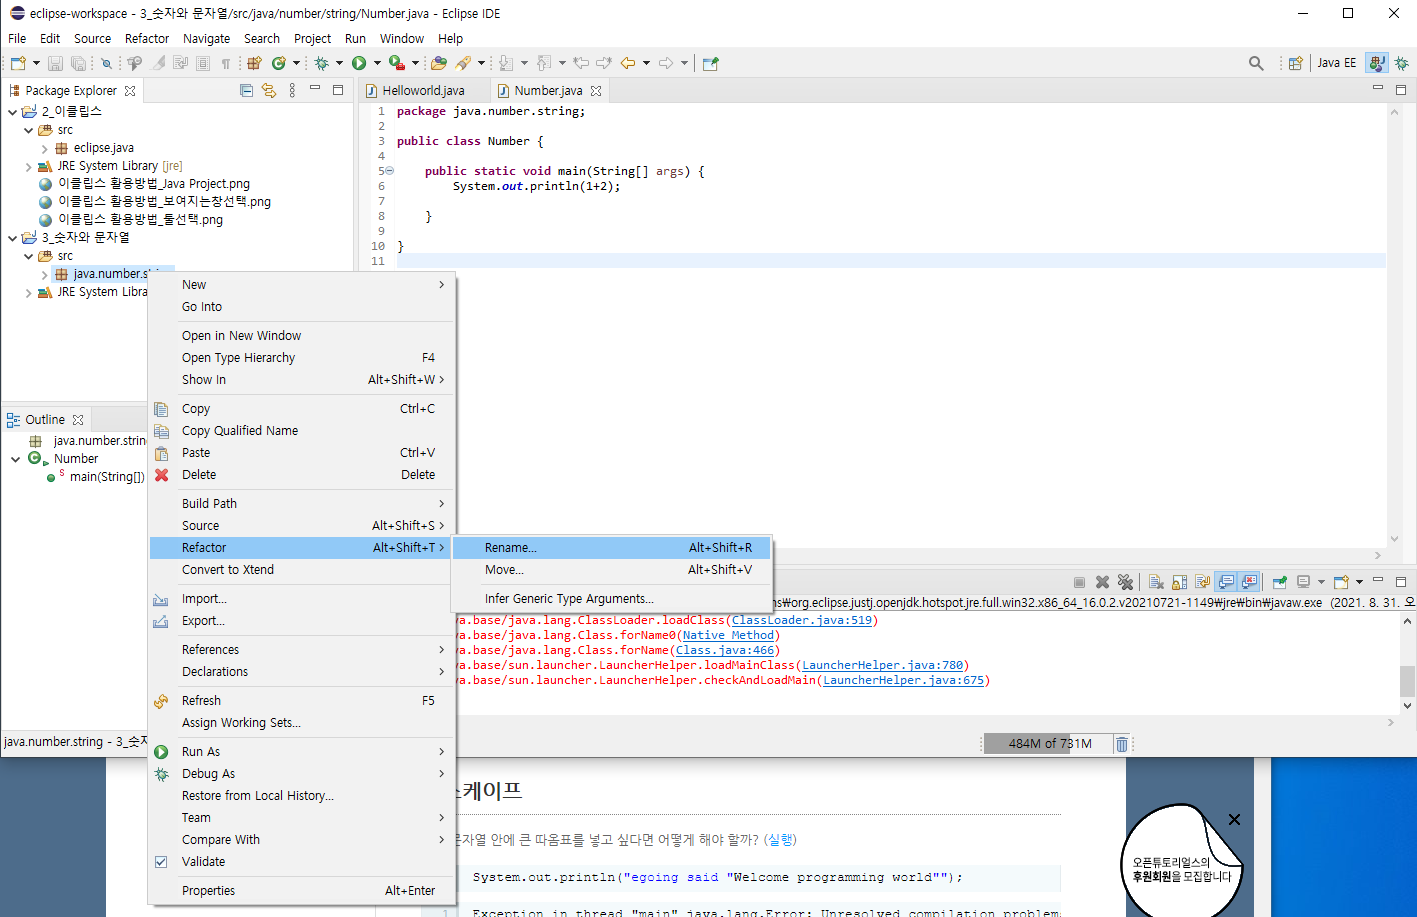 eclipse-workspace - 3_숫자와 문자열/src/java/number/string/Number.java - Eclipse IDE
File Edit Source Refactor Navigate Search Project Run Window Help
Java EE
Package Explorer
2_이클립스
src
eclipse.java
JRE System Library [jre]
이클립스 활용방법_Java Project.png
이클립스 활용방법_보여지는창선택.png
이클립스 활용방법_툴선택.png
3_숫자와 문자열
src
java.number.string
JRE System Libra
Helloworld.java
Number.java
1 package java.number.string;
2
3 public class Number {
4
5 public static void main(String[] args) {
6 System.out.println(1+2);
7
8 }
9
10 }
11
Outline
java.number.string
Number
main(String[])
New
Go Into
Open in New Window
Open Type Hierarchy F4
Show In Alt+Shift+W
Copy Ctrl+C
Copy Qualified Name
Paste Ctrl+V
Delete Delete
Build Path
Source Alt+Shift+S
Refactor Alt+Shift+T
Convert to Xtend
Import...
Export...
References
Declarations
Refresh F5
Assign Working Sets...
Run As
Debug As
Restore from Local History...
Team
Compare With
Validate
Properties Alt+Enter
Rename... Alt+Shift+R
Move... Alt+Shift+V
Infer Generic Type Arguments...
ns₩org.eclipse.justj.openjdk.hotspot.jre.full.win32.x86_64_16.0.2.v20210721-1149₩jre₩bin₩javaw.exe (2021. 8. 31. 오
va.base/java.lang.ClassLoader.loadClass(ClassLoader.java:519)
va.base/java.lang.Class.forName0(Native Method)
va.base/java.lang.Class.forName(Class.java:466)
va.base/sun.launcher.LauncherHelper.loadMainClass(LauncherHelper.java:780)
va.base/sun.launcher.LauncherHelper.checkAndLoadMain(LauncherHelper.java:675)
java.number.string - 3_숫자
484M of 731M
스케이프
문자열 안에 큰 따옴표를 넣고 싶다면 어떻게 해야 할까? (실행)
System.out.println("egoing said "Welcome programming world"");
1 Exception in thread "main" java.lang.Error: Unresolved compilation problem
오픈튜토리얼스의
후원회원을 모집합니다